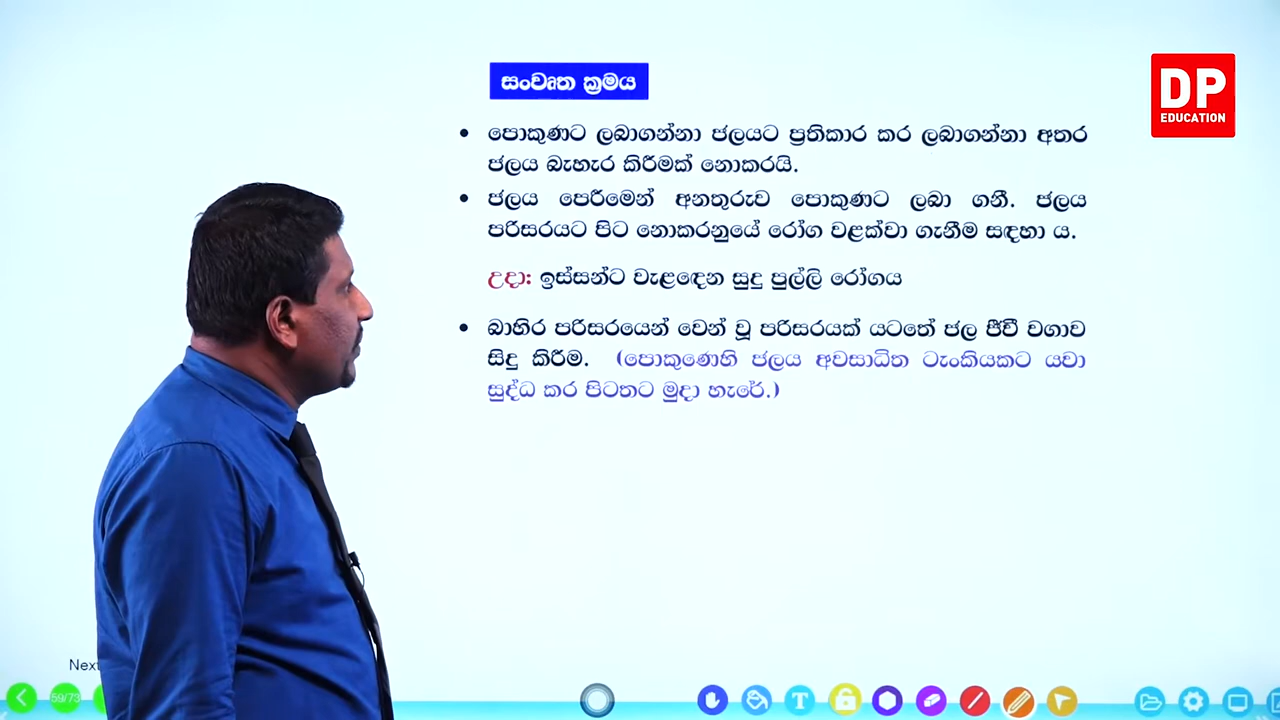 DP
EDUCATION
සංවෘත ක්‍රමය
• පොකුණට ලබාගන්නා ජලයට ප්‍රතිකාර කර ලබාගන්නා අතර
ජලය බැහැර කිරීමක් නොකරයි.
• ජලය පෙරීමෙන් අනතුරුව පොකුණට ලබා ගනී. ජලය
පරිසරයට පිට නොකරනුයේ රෝග වළක්වා ගැනීම සඳහා ය.
උදා: ඉස්සන්ට වැළඳෙන සුදු පුල්ලි රෝගය
• බාහිර පරිසරයෙන් වෙන් වූ පරිසරයක් යටතේ ජල ජීවී වගාව
සිදු කිරීම. (පොකුණෙහි ජලය අවසාධිත ටැංකියකට යවා
සුද්ධ කර පිටතට මුදා හැරේ.)
Next
59/73
T